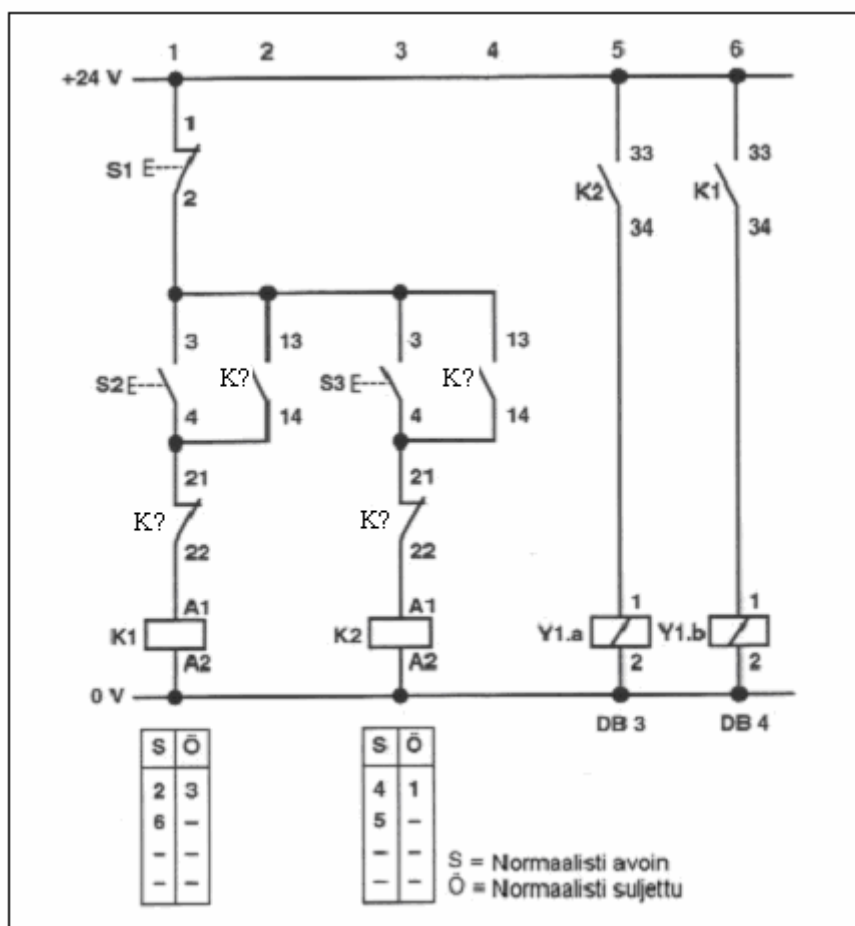 1 2 3 4 5 6
+24 V
1
33 33
S1
K2 K1
2
34 34
3 13 3 13
S2 K? S3 K?
4 14 4 14
21 21
K? K?
22 22
A1 A1 1 1
K1 K2 Y1.a Y1.b
A2 A2 2 2
0 V
DB 3 DB 4
S Ö S Ö
2 3 4 1
6 – 5 –
– – – –
– – – –
S = Normaalisti avoin
Ö = Normaalisti suljettu